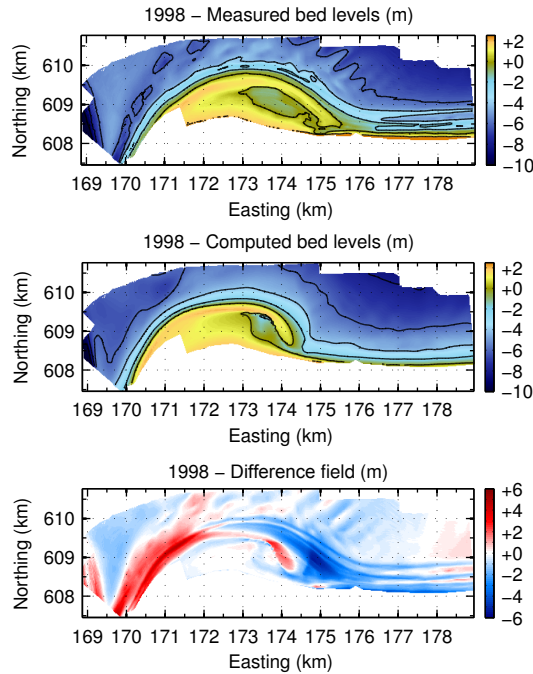 1998 – Measured bed levels (m)
Northing (km)
610
609
608
169 170 171 172 173 174 175 176 177 178
Easting (km)
+2
+0
−2
−4
−6
−8
−10
1998 – Computed bed levels (m)
Northing (km)
610
609
608
169 170 171 172 173 174 175 176 177 178
Easting (km)
+2
+0
−2
−4
−6
−8
−10
1998 – Difference field (m)
Northing (km)
610
609
608
169 170 171 172 173 174 175 176 177 178
Easting (km)
+6
+4
+2
+0
−2
−4
−6